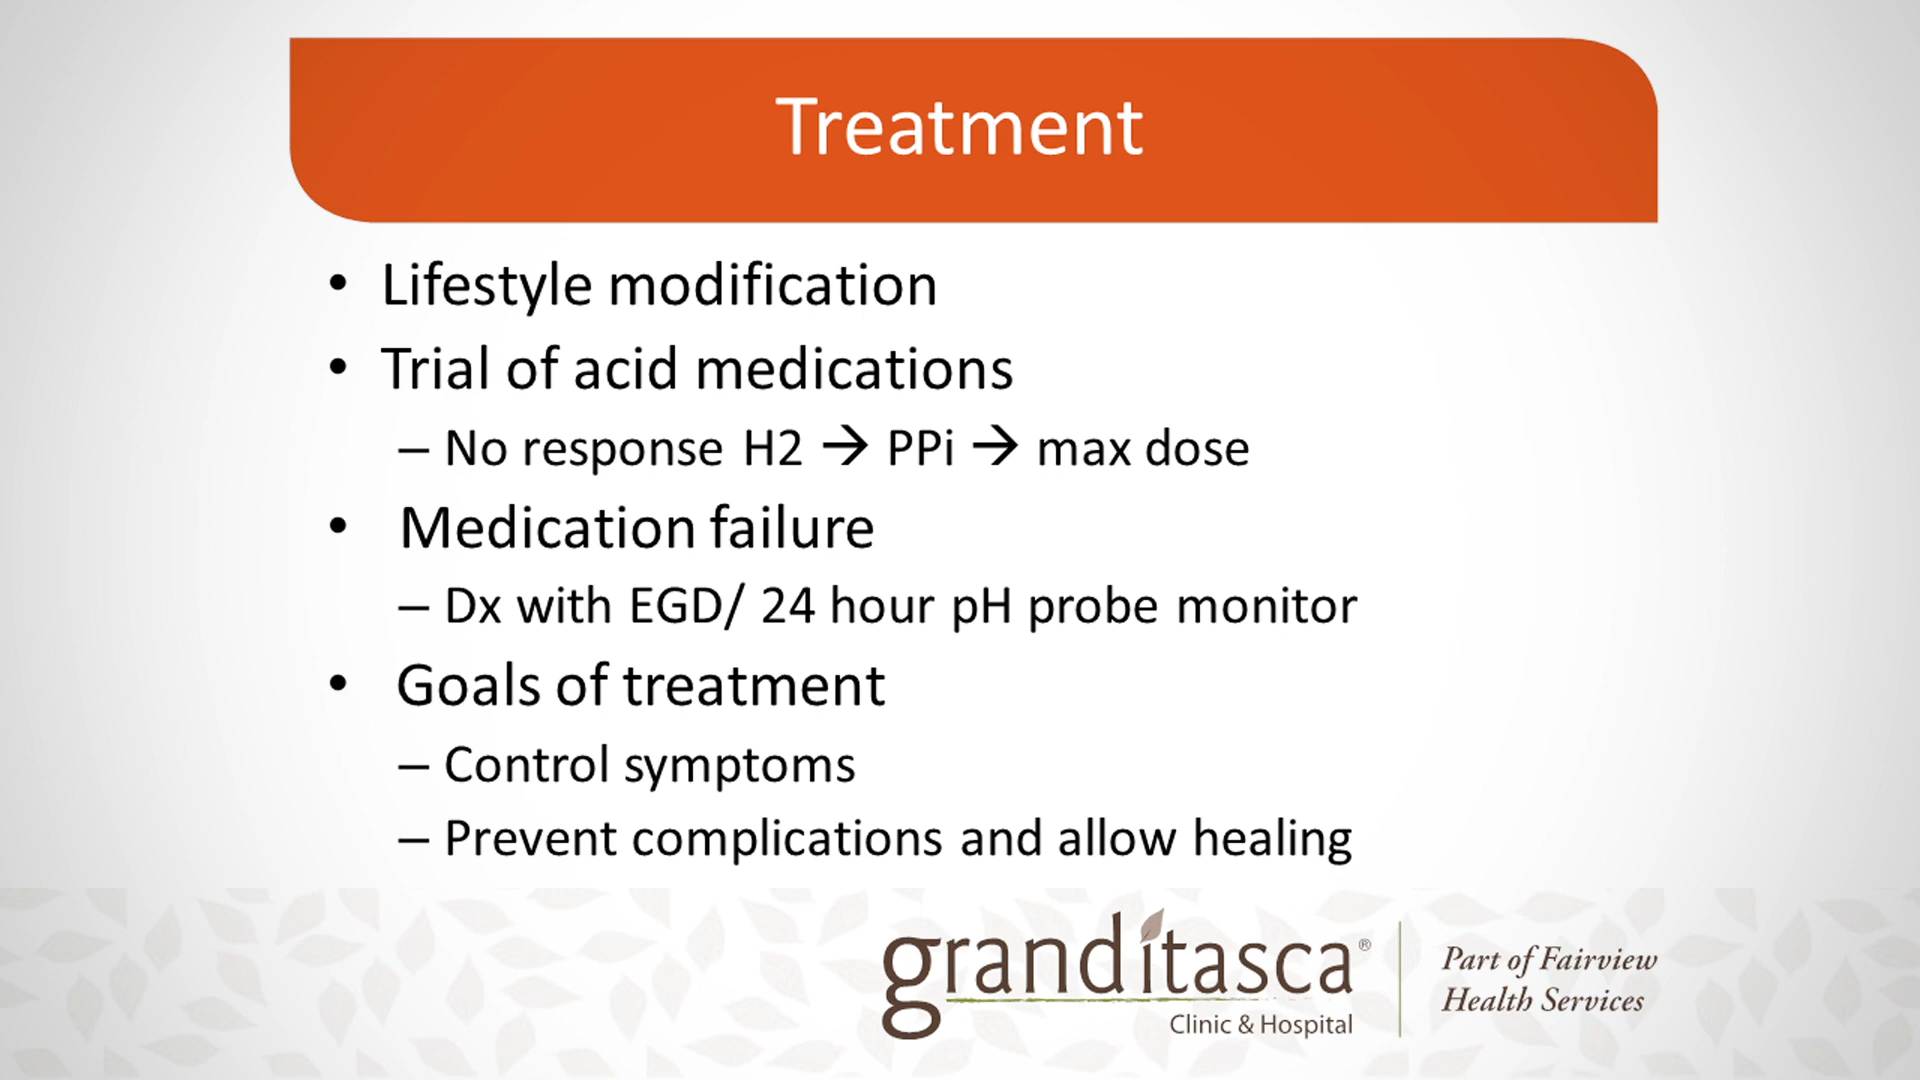 Treatment
• Lifestyle modification
• Trial of acid medications
– No response H2 → PPi → max dose
• Medication failure
– Dx with EGD/ 24 hour pH probe monitor
• Goals of treatment
– Control symptoms
– Prevent complications and allow healing
granditasca®
Clinic & Hospital
Part of Fairview
Health Services